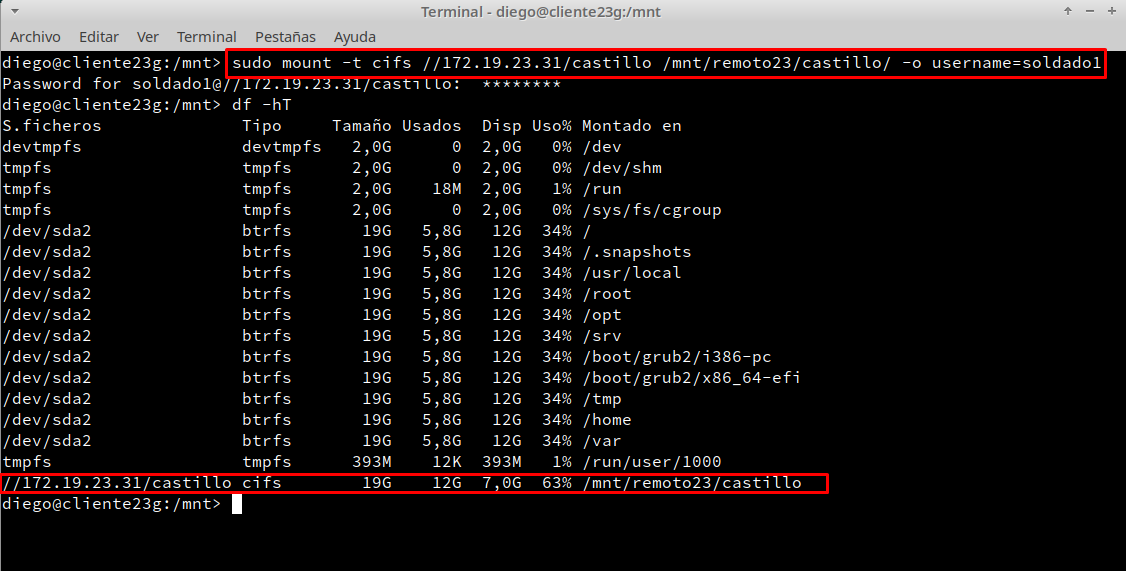 Terminal - diego@cliente23g:/mnt
Archivo Editar Ver Terminal Pestañas Ayuda
diego@cliente23g:/mnt> sudo mount -t cifs //172.19.23.31/castillo /mnt/remoto23/castillo/ -o username=soldado1
Password for soldado1@//172.19.23.31/castillo:  ********
diego@cliente23g:/mnt> df -hT
S.ficheros Tipo Tamaño Usados Disp Uso% Montado en
devtmpfs devtmpfs 2,0G 0 2,0G 0% /dev
tmpfs tmpfs 2,0G 0 2,0G 0% /dev/shm
tmpfs tmpfs 2,0G 18M 2,0G 1% /run
tmpfs tmpfs 2,0G 0 2,0G 0% /sys/fs/cgroup
/dev/sda2 btrfs 19G 5,8G 12G 34% /
/dev/sda2 btrfs 19G 5,8G 12G 34% /.snapshots
/dev/sda2 btrfs 19G 5,8G 12G 34% /usr/local
/dev/sda2 btrfs 19G 5,8G 12G 34% /root
/dev/sda2 btrfs 19G 5,8G 12G 34% /opt
/dev/sda2 btrfs 19G 5,8G 12G 34% /srv
/dev/sda2 btrfs 19G 5,8G 12G 34% /boot/grub2/i386-pc
/dev/sda2 btrfs 19G 5,8G 12G 34% /boot/grub2/x86_64-efi
/dev/sda2 btrfs 19G 5,8G 12G 34% /tmp
/dev/sda2 btrfs 19G 5,8G 12G 34% /home
/dev/sda2 btrfs 19G 5,8G 12G 34% /var
tmpfs tmpfs 393M 12K 393M 1% /run/user/1000
//172.19.23.31/castillo cifs 19G 12G 7,0G 63% /mnt/remoto23/castillo
diego@cliente23g:/mnt>